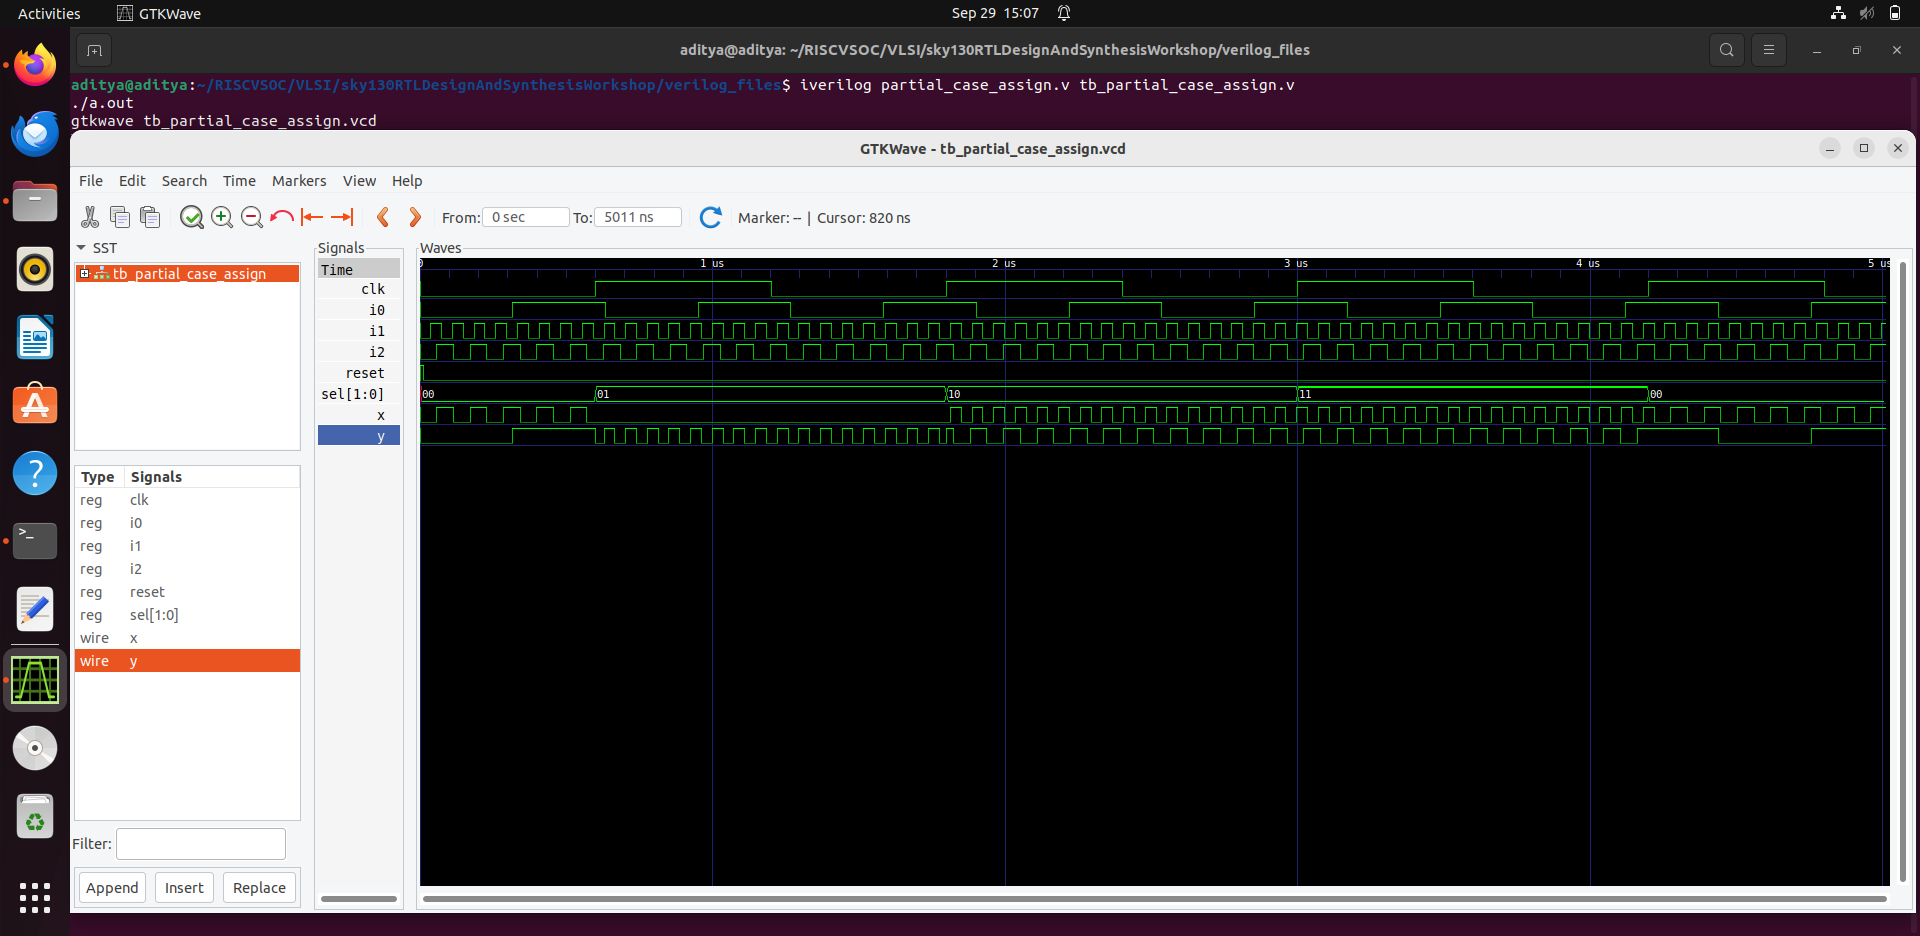 Activities GTKWave Sep 29 15:07
aditya@aditya: ~/RISCVSOC/VLSI/sky130RTLDesignAndSynthesisWorkshop/verilog_files
aditya@aditya:~/RISCVSOC/VLSI/sky130RTLDesignAndSynthesisWorkshop/verilog_files$ iverilog partial_case_assign.v tb_partial_case_assign.v
./a.out
gtkwave tb_partial_case_assign.vcd
GTKWave - tb_partial_case_assign.vcd
File Edit Search Time Markers View Help
From: 0 sec To: 5011 ns Marker: -- | Cursor: 820 ns
SST
tb_partial_case_assign
Type Signals
reg clk
reg i0
reg i1
reg i2
reg reset
reg sel[1:0]
wire x
wire y
Filter:
Append Insert Replace
Signals
Time
clk
i0
i1
i2
reset
sel[1:0]
x
y
Waves
0 1 us 2 us 3 us 4 us 5 us
00 01 10 11 00